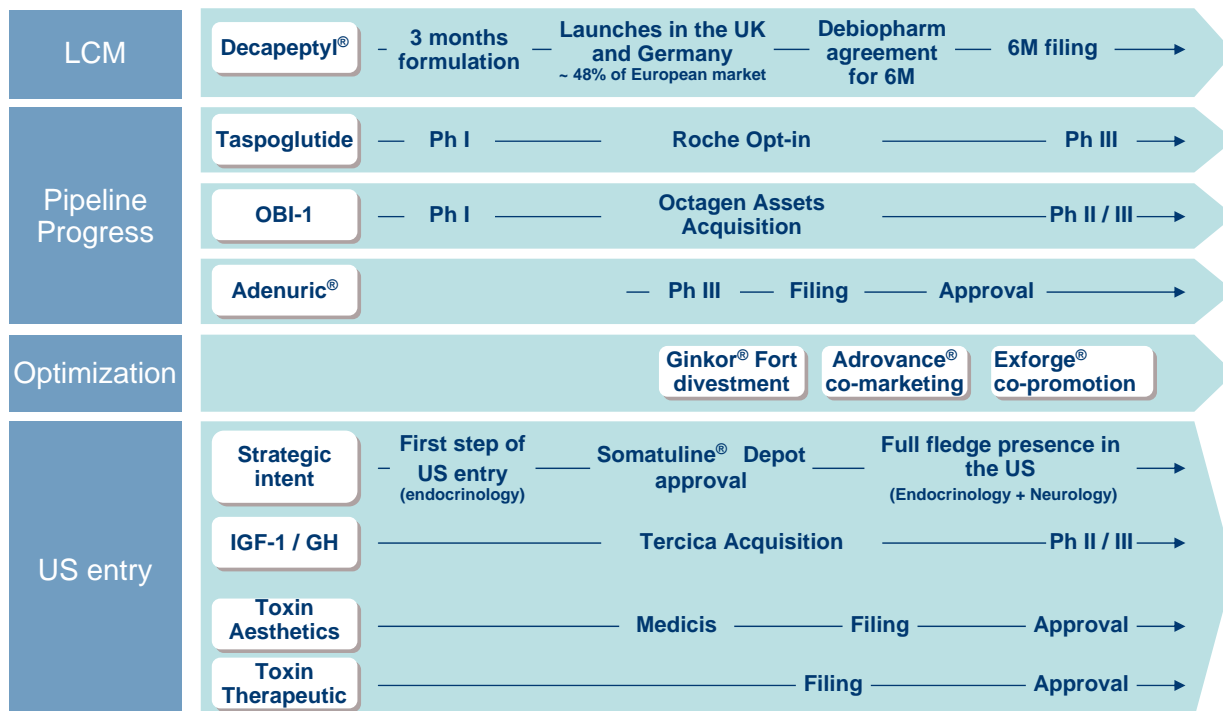 LCM
Decapeptyl®
3 months
formulation
Launches in the UK
and Germany
~ 48% of European market
Debiopharm
agreement
for 6M
6M filing
Pipeline
Progress
Taspoglutide
Ph I
Roche Opt-in
Ph III
OBI-1
Ph I
Octagen Assets
Acquisition
Ph II / III
Adenuric®
Ph III
Filing
Approval
Optimization
Ginkor® Fort
divestment
Adrovance®
co-marketing
Exforge®
co-promotion
US entry
Strategic
intent
First step of
US entry
(endocrinology)
Somatuline® Depot
approval
Full fledge presence in
the US
(Endocrinology + Neurology)
IGF-1 / GH
Tercica Acquisition
Ph II / III
Toxin
Aesthetics
Medicis
Filing
Approval
Toxin
Therapeutic
Filing
Approval